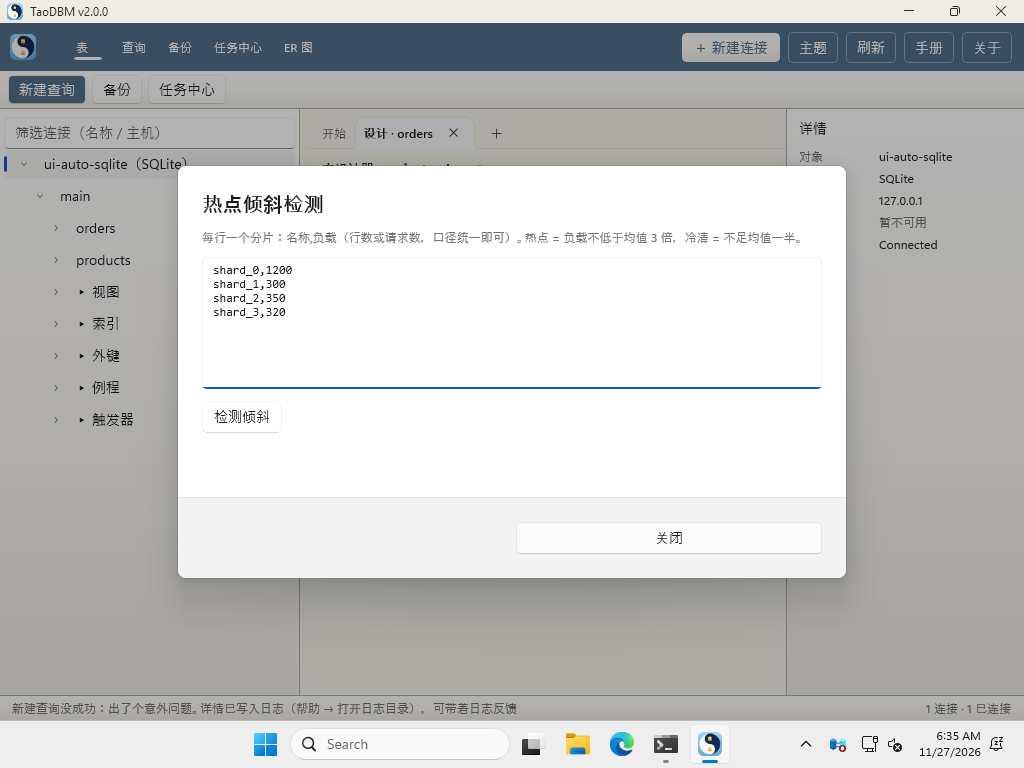 TaoDBM v2.0.0
表
查询
备份
任务中心
ER 图
+ 新建连接
主题
刷新
手册
关于
新建查询
备份
任务中心
筛选连接（名称 / 主机）
ui-auto-sqlite（SQLite）
main
orders
products
视图
索引
外键
例程
触发器
开始
设计 · orders
详情
对象
ui-auto-sqlite
SQLite
127.0.0.1
暂不可用
Connected
热点倾斜检测
每行一个分片：名称,负载（行数或请求数，口径统一即可）。热点 = 负载不低于均值 3 倍，冷清 = 不足均值一半。
shard_0,1200
shard_1,300
shard_2,350
shard_3,320
检测倾斜
关闭
新建查询没成功：出了个意外问题。详情已写入日志（帮助 → 打开日志目录），可带着日志反馈
1 连接 · 1 已连接
Search
6:35 AM
11/27/2026